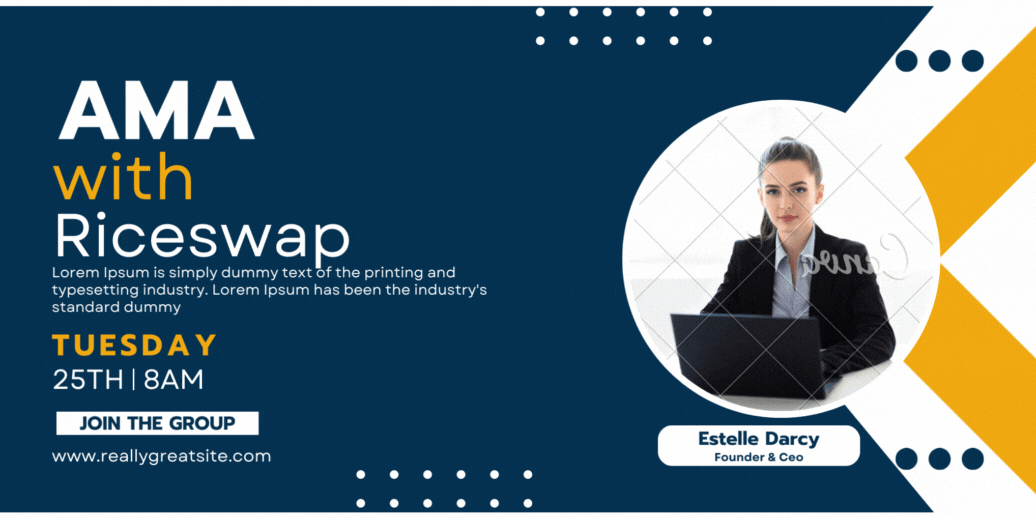 AMA
with
Riceswap
Lorem Ipsum is simply dummy text of the printing and
typesetting industry. Lorem Ipsum has been the industry's
standard dummy
TUESDAY
25TH | 8AM
JOIN THE GROUP
www.reallygreatsite.com
Canva
Estelle Darcy
Founder & Ceo